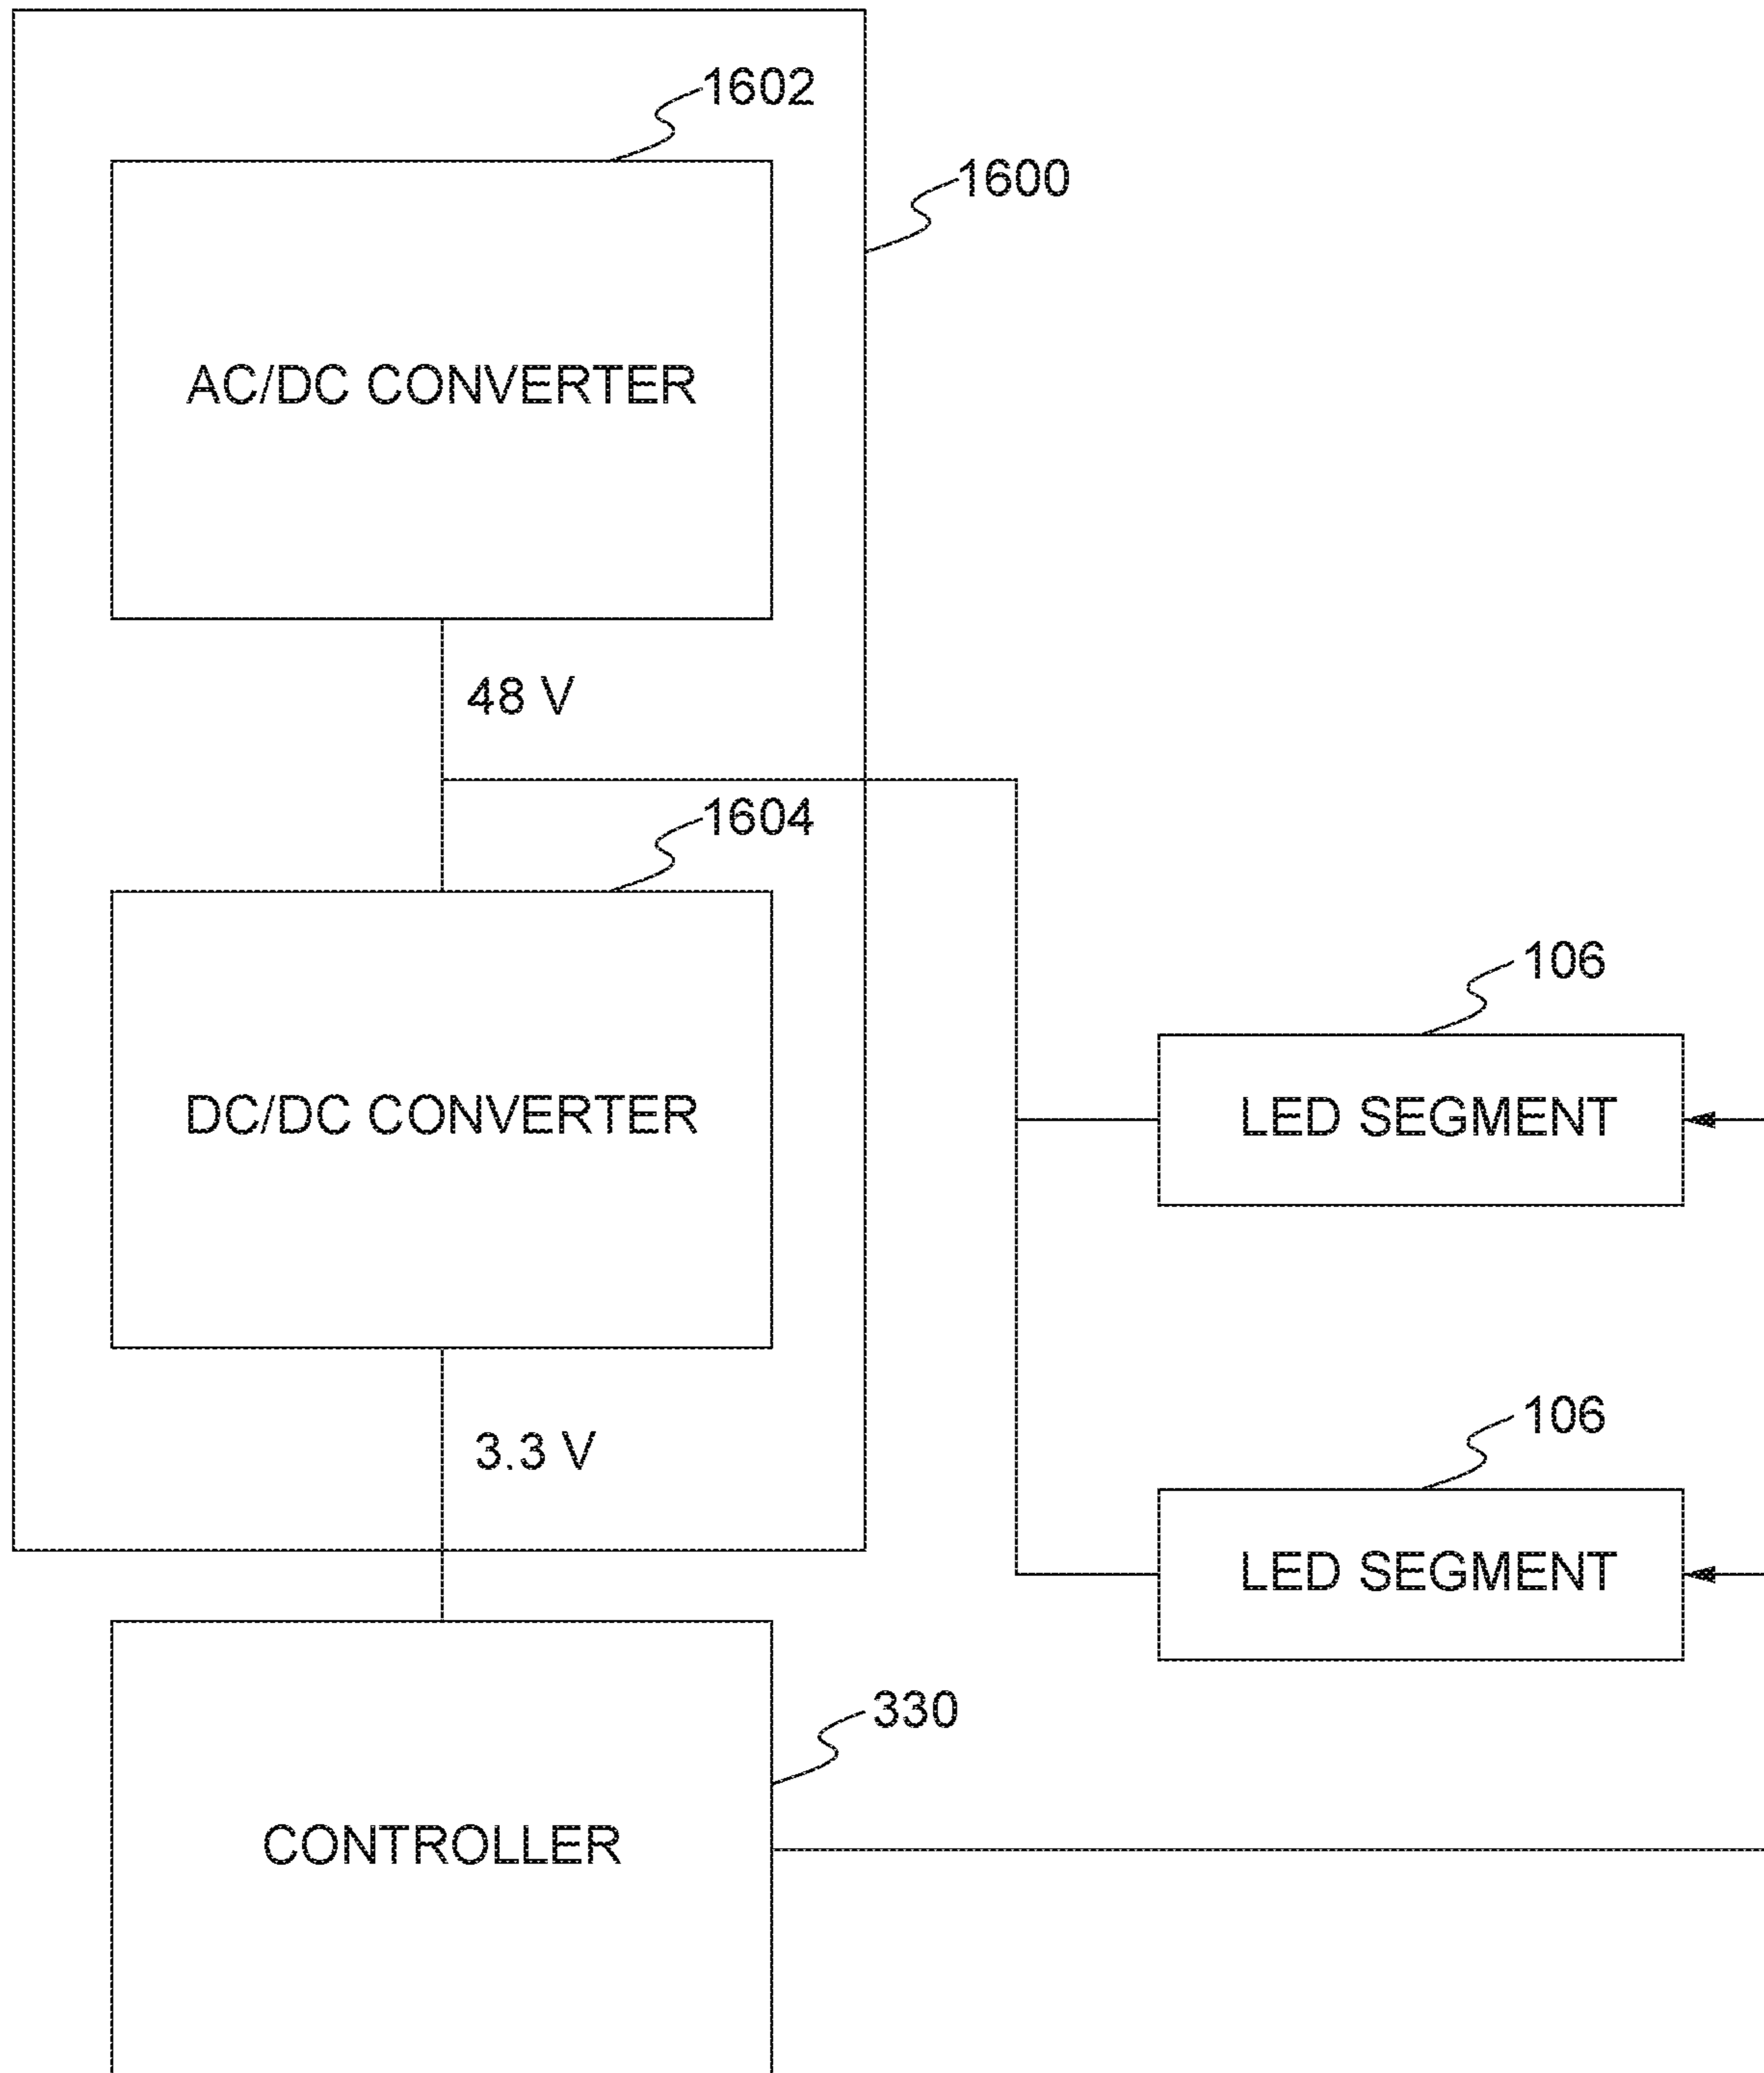 1602
1600
AC/DC CONVERTER
48 V
1604
106
DC/DC CONVERTER
LED SEGMENT
106
3.3 V
LED SEGMENT
330
CONTROLLER